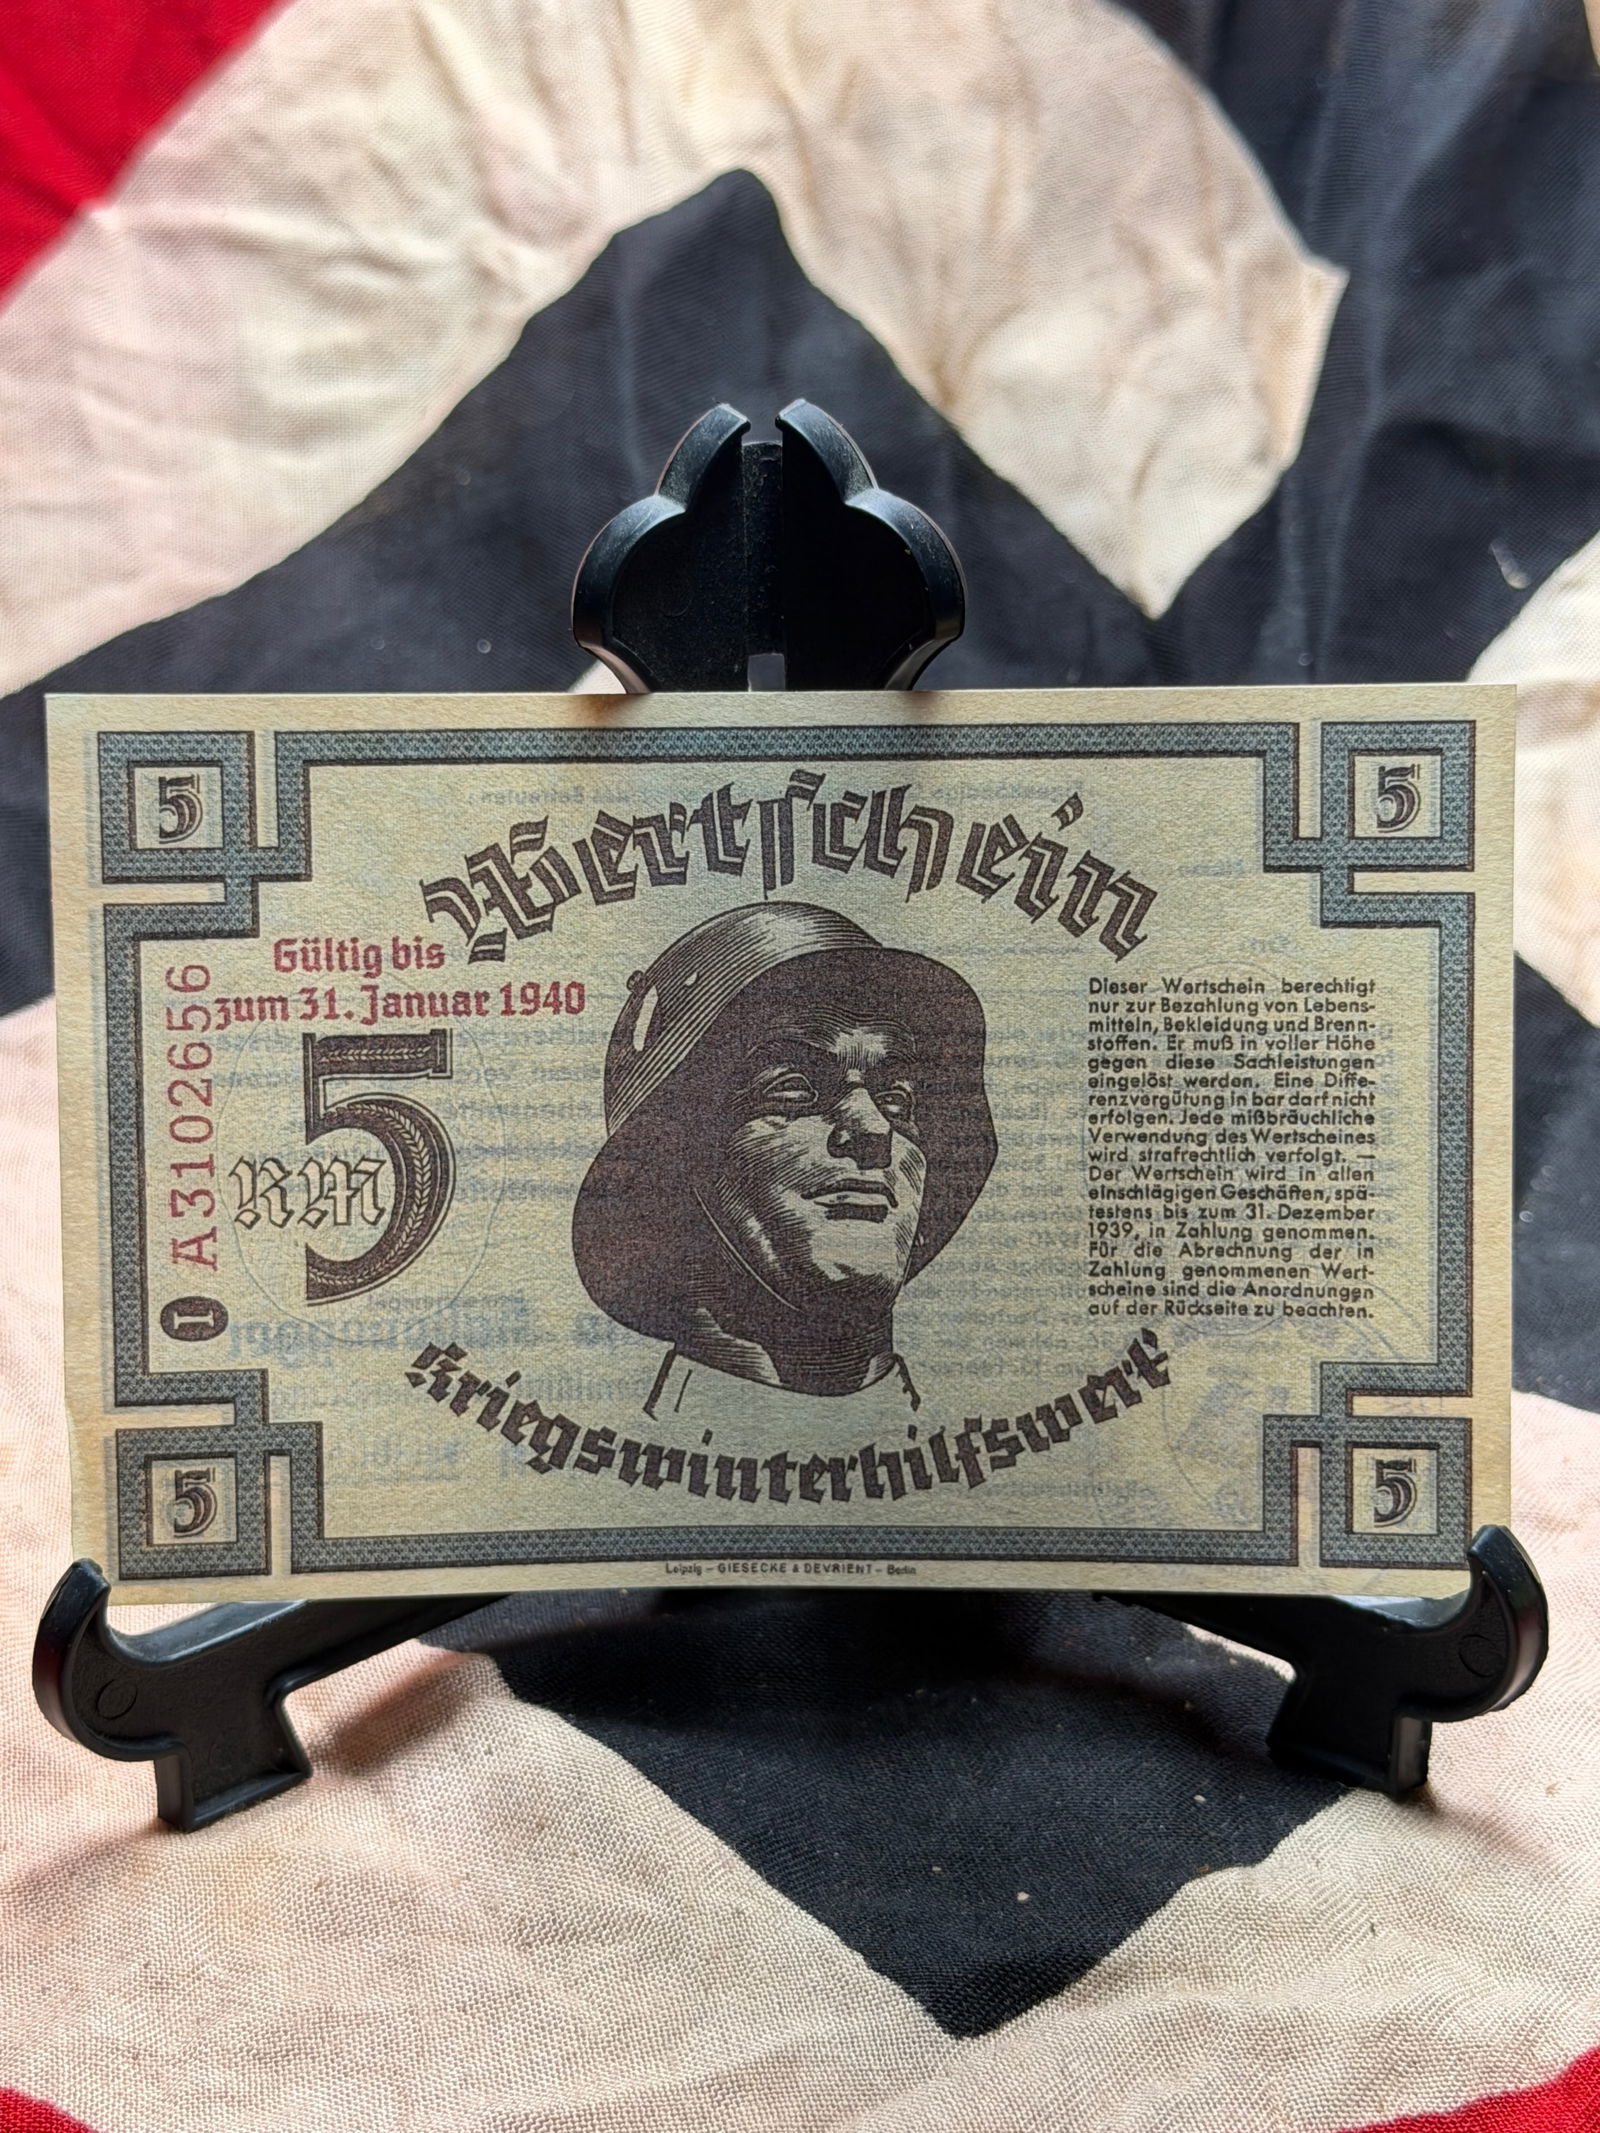 5
5
Wertschein
Gültig bis
zum 31. Januar 1940
5
RM
A3102656
I
Dieser Wertschein berechtigt
nur zur Bezahlung von Lebens-
mitteln, Bekleidung und Brenn-
stoffen. Er muß in voller Höhe
gegen diese Sachleistungen
eingelöst werden. Eine Diffe-
renzvergütung in bar darf nicht
erfolgen. Jede mißbräuchliche
Verwendung des Wertscheines
wird strafrechtlich verfolgt. —
Der Wertschein wird in allen
einschlägigen Geschäften, spä-
testens bis zum 31. Dezember
1939, in Zahlung genommen.
Für die Abrechnung der in
Zahlung genommenen Wert-
scheine sind die Anordnungen
auf der Rückseite zu beachten.
Kriegswinterhilfswerk
5
5
Leipzig – GIESECKE & DEVRIENT – Berlin